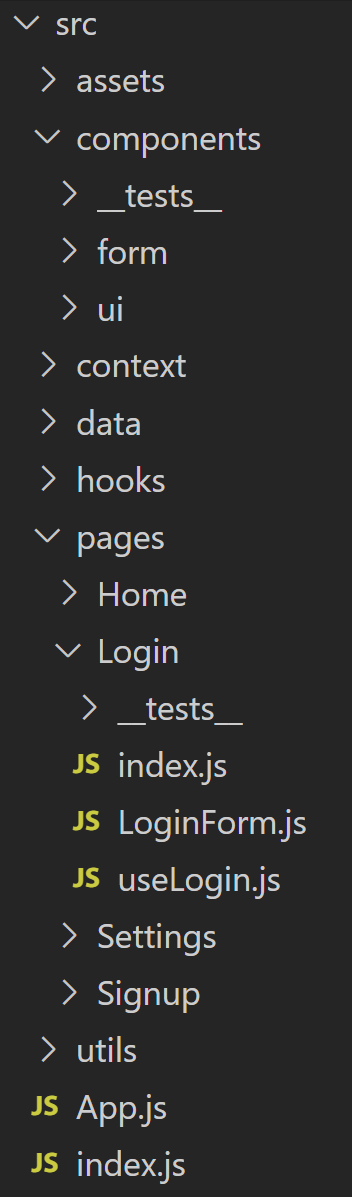 src
assets
components
__tests__
form
ui
context
data
hooks
pages
Home
Login
__tests__
JS index.js
JS LoginForm.js
JS useLogin.js
Settings
Signup
utils
JS App.js
JS index.js